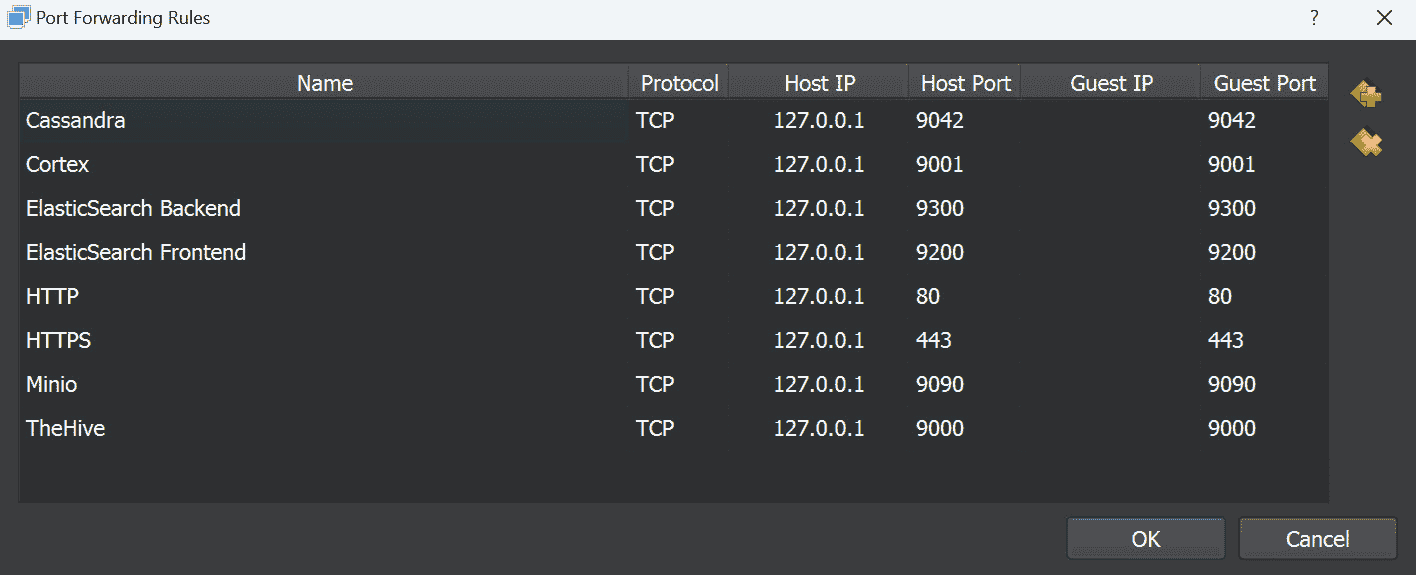 Port Forwarding Rules ?
Name Protocol Host IP Host Port Guest IP Guest Port
Cassandra TCP 127.0.0.1 9042 9042
Cortex TCP 127.0.0.1 9001 9001
ElasticSearch Backend TCP 127.0.0.1 9300 9300
ElasticSearch Frontend TCP 127.0.0.1 9200 9200
HTTP TCP 127.0.0.1 80 80
HTTPS TCP 127.0.0.1 443 443
Minio TCP 127.0.0.1 9090 9090
TheHive TCP 127.0.0.1 9000 9000
OK Cancel